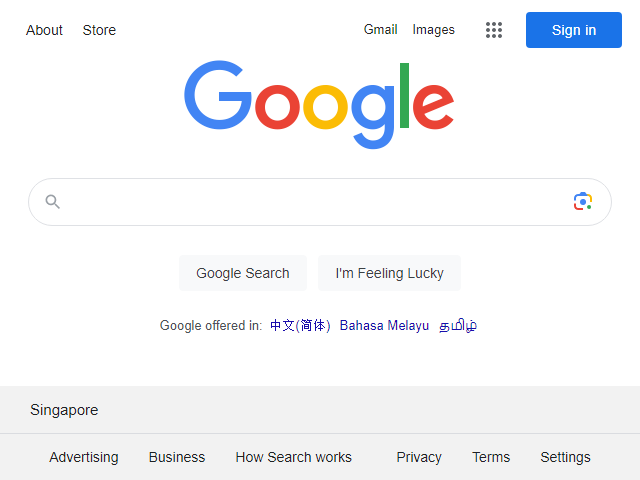 About Store Gmail Images Sign in
Google
Google Search I'm Feeling Lucky
Google offered in: 中文(简体) Bahasa Melayu தமிழ்
Singapore
Advertising Business How Search works Privacy Terms Settings